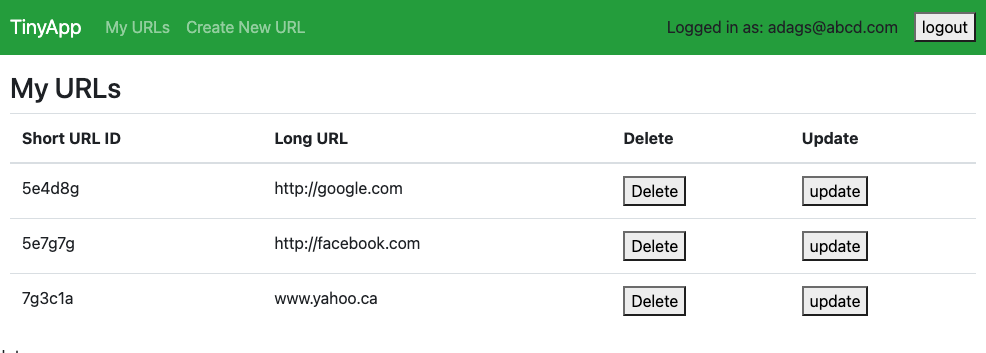 TinyApp My URLs Create New URL Logged in as: adags@abcd.com logout
My URLs
Short URL ID Long URL Delete Update
5e4d8g http://google.com Delete update
5e7g7g http://facebook.com Delete update
7g3c1a www.yahoo.ca Delete update